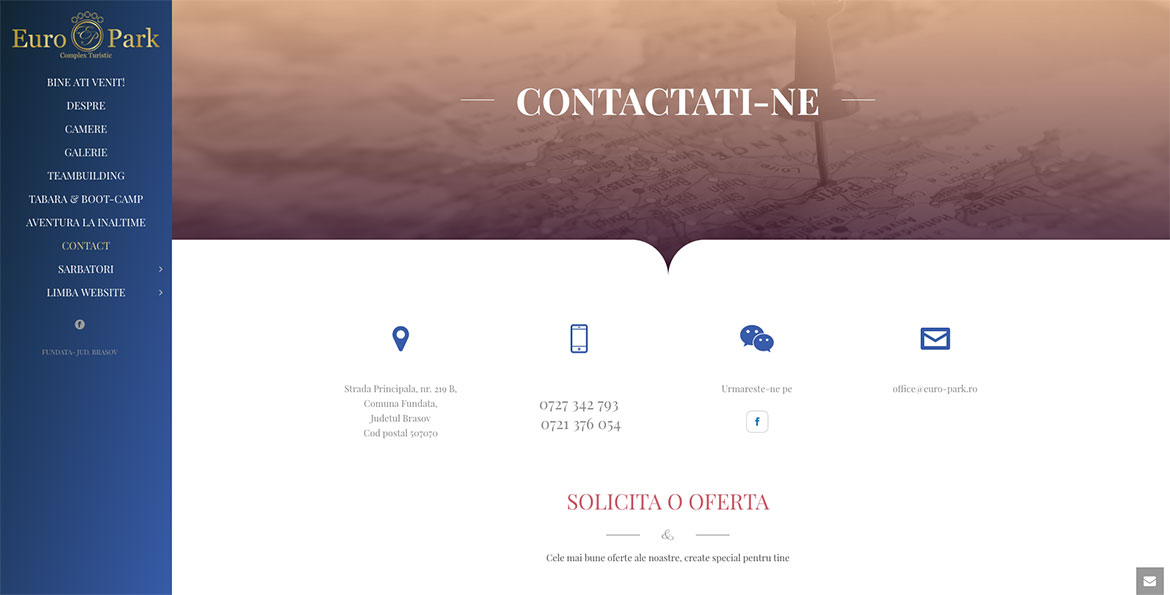 Euro Park
Complex Turistic
BINE ATI VENIT!
DESPRE
CAMERE
GALERIE
TEAMBUILDING
TABARA & BOOT-CAMP
AVENTURA LA INALTIME
CONTACT
SARBATORI
LIMBA WEBSITE
FUNDATA- JUD. BRASOV
CONTACTATI-NE
Strada Principala, nr. 219 B,
Comuna Fundata,
Judetul Brasov
Cod postal 507070
0727 342 793
0721 376 054
Urmareste-ne pe
office@euro-park.ro
SOLICITA O OFERTA
&
Cele mai bune oferte ale noastre, create special pentru tine